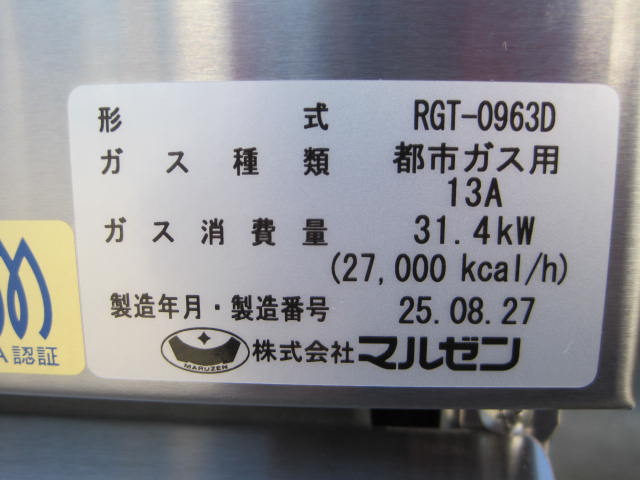 形式 RGT-0963D
ガス種類 都市ガス用
13A
ガス消費量 31.4kW
(27,000 kcal/h)
製造年月・製造番号 25.08.27
MARUZEN 株式会社マルゼン
A認証